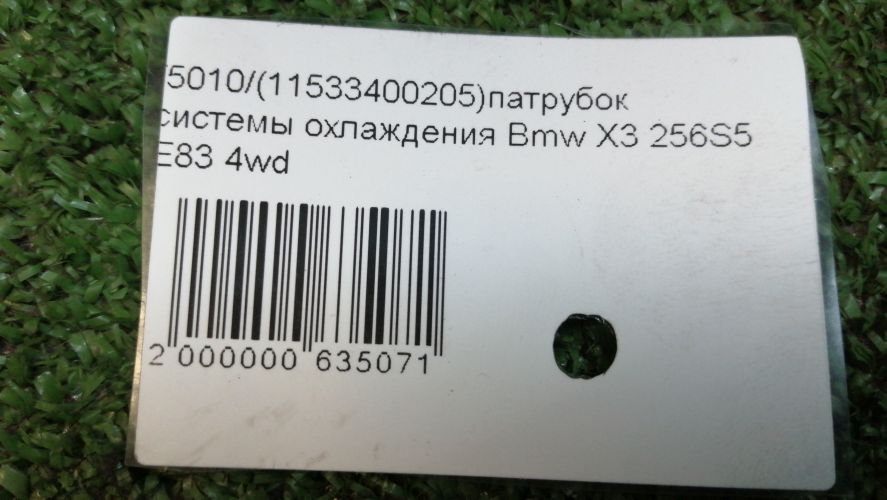 5010/(11533400205)патрубок
системы охлаждения Bmw X3 256S5
E83 4wd
2 000000 635071